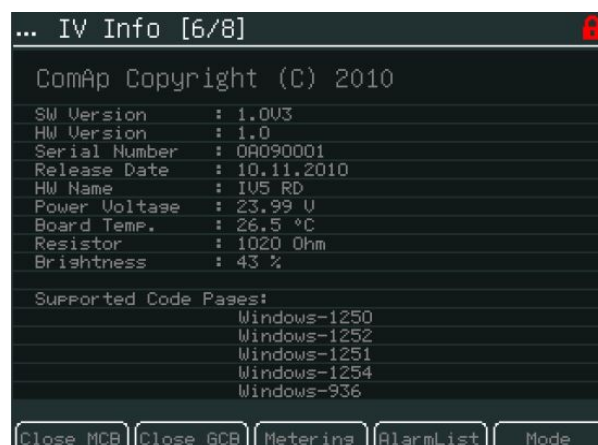 ... IV Info [6/8]
ComAp Copyright (C) 2010
SW Version : 1.0V3
HW Version : 1.0
Serial Number : 0A090001
Release Date : 10.11.2010
HW Name : IV5 RD
Power Voltage : 23.99 V
Board Temp. : 26.5 °C
Resistor : 1020 Ohm
Brightness : 43 %
Supported Code Pages:
Windows-1250
Windows-1252
Windows-1251
Windows-1254
Windows-936
Close MCB Close GCB Metering AlarmList Mode